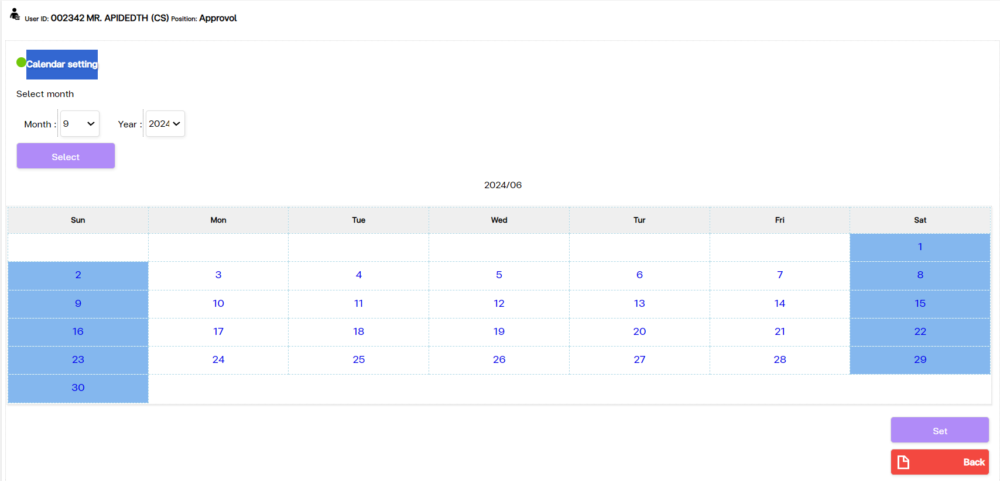 User ID: 002342 MR. APIDEDTH (CS) Position: Approvol
Calendar setting
Select month
Month : 9 Year : 2024
Select
2024/06
Sun Mon Tue Wed Tur Fri Sat
1
2 3 4 5 6 7 8
9 10 11 12 13 14 15
16 17 18 19 20 21 22
23 24 25 26 27 28 29
30
Set
Back